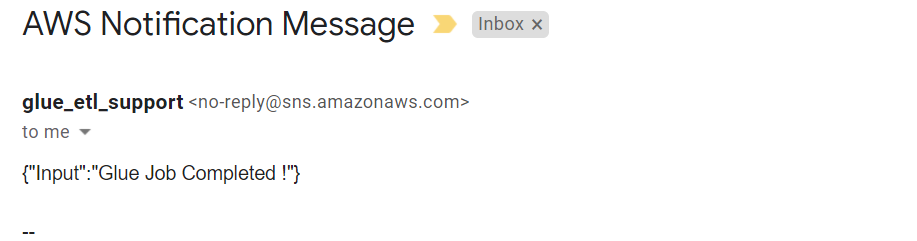 AWS Notification Message Inbox ×
glue_etl_support <no-reply@sns.amazonaws.com>
to me
{"Input":"Glue Job Completed !"}
--